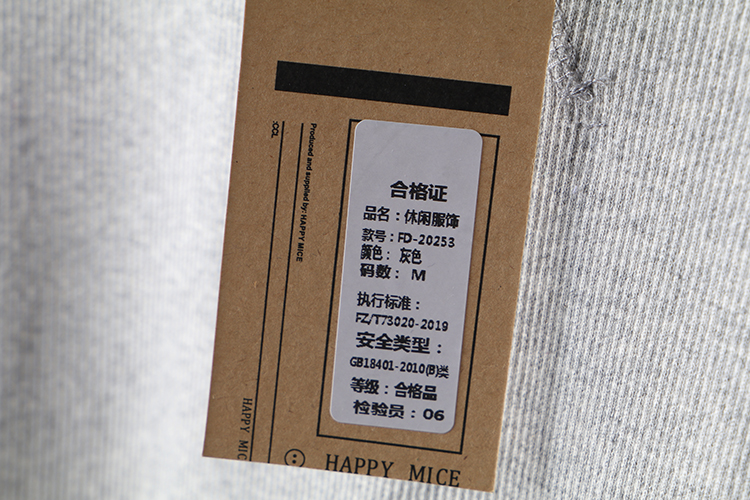 :COL
Produced and supplied by: HAPPY MICE
合格证
品名：休闲服饰
款号：FD-20253
颜色： 灰色
码数： M
执行标准：
FZ/T73020-2019
安全类型：
GB18401-2010(B)类
等级：合格品
检验员：06
HAPPY MIC
HAPPY MICE